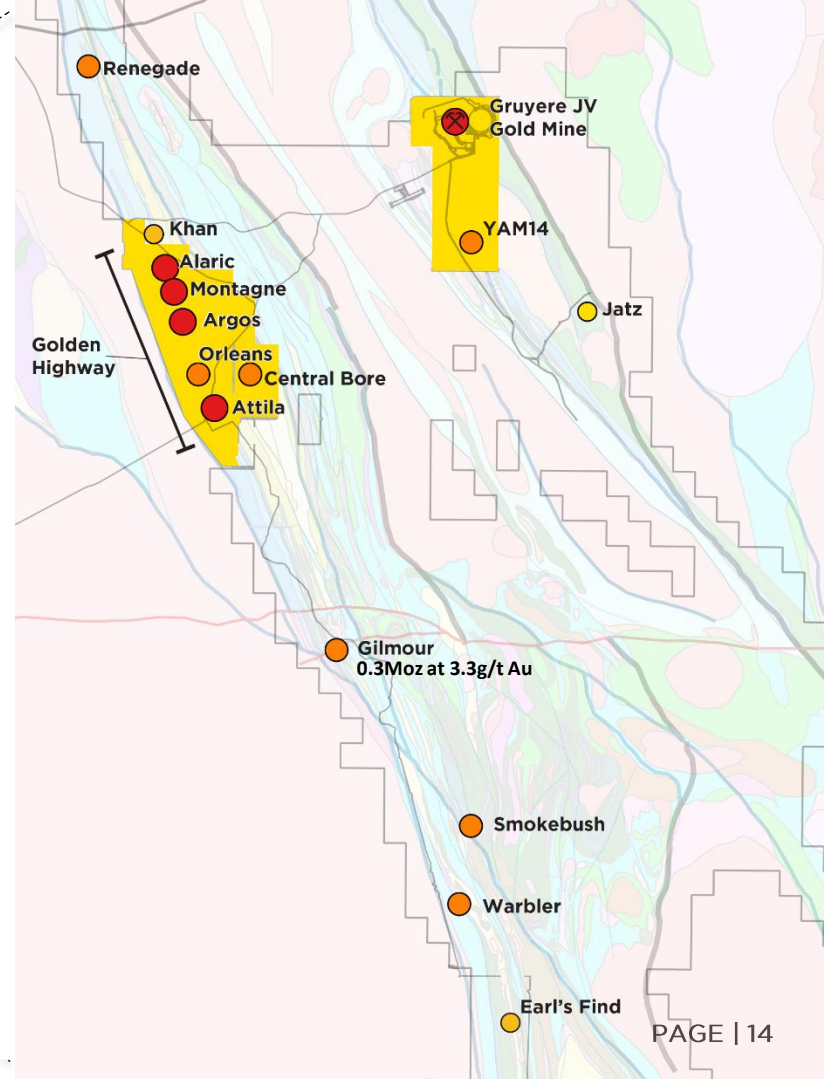 Renegade
Gruyere JV
Gold Mine
Khan
YAM14
Alaric
Montagne
Jatz
Argos
Golden
Highway
Orleans
Central Bore
Attila
Gilmour
0.3Moz at 3.3g/t Au
Smokebush
Warbler
Earl's Find
PAGE | 14